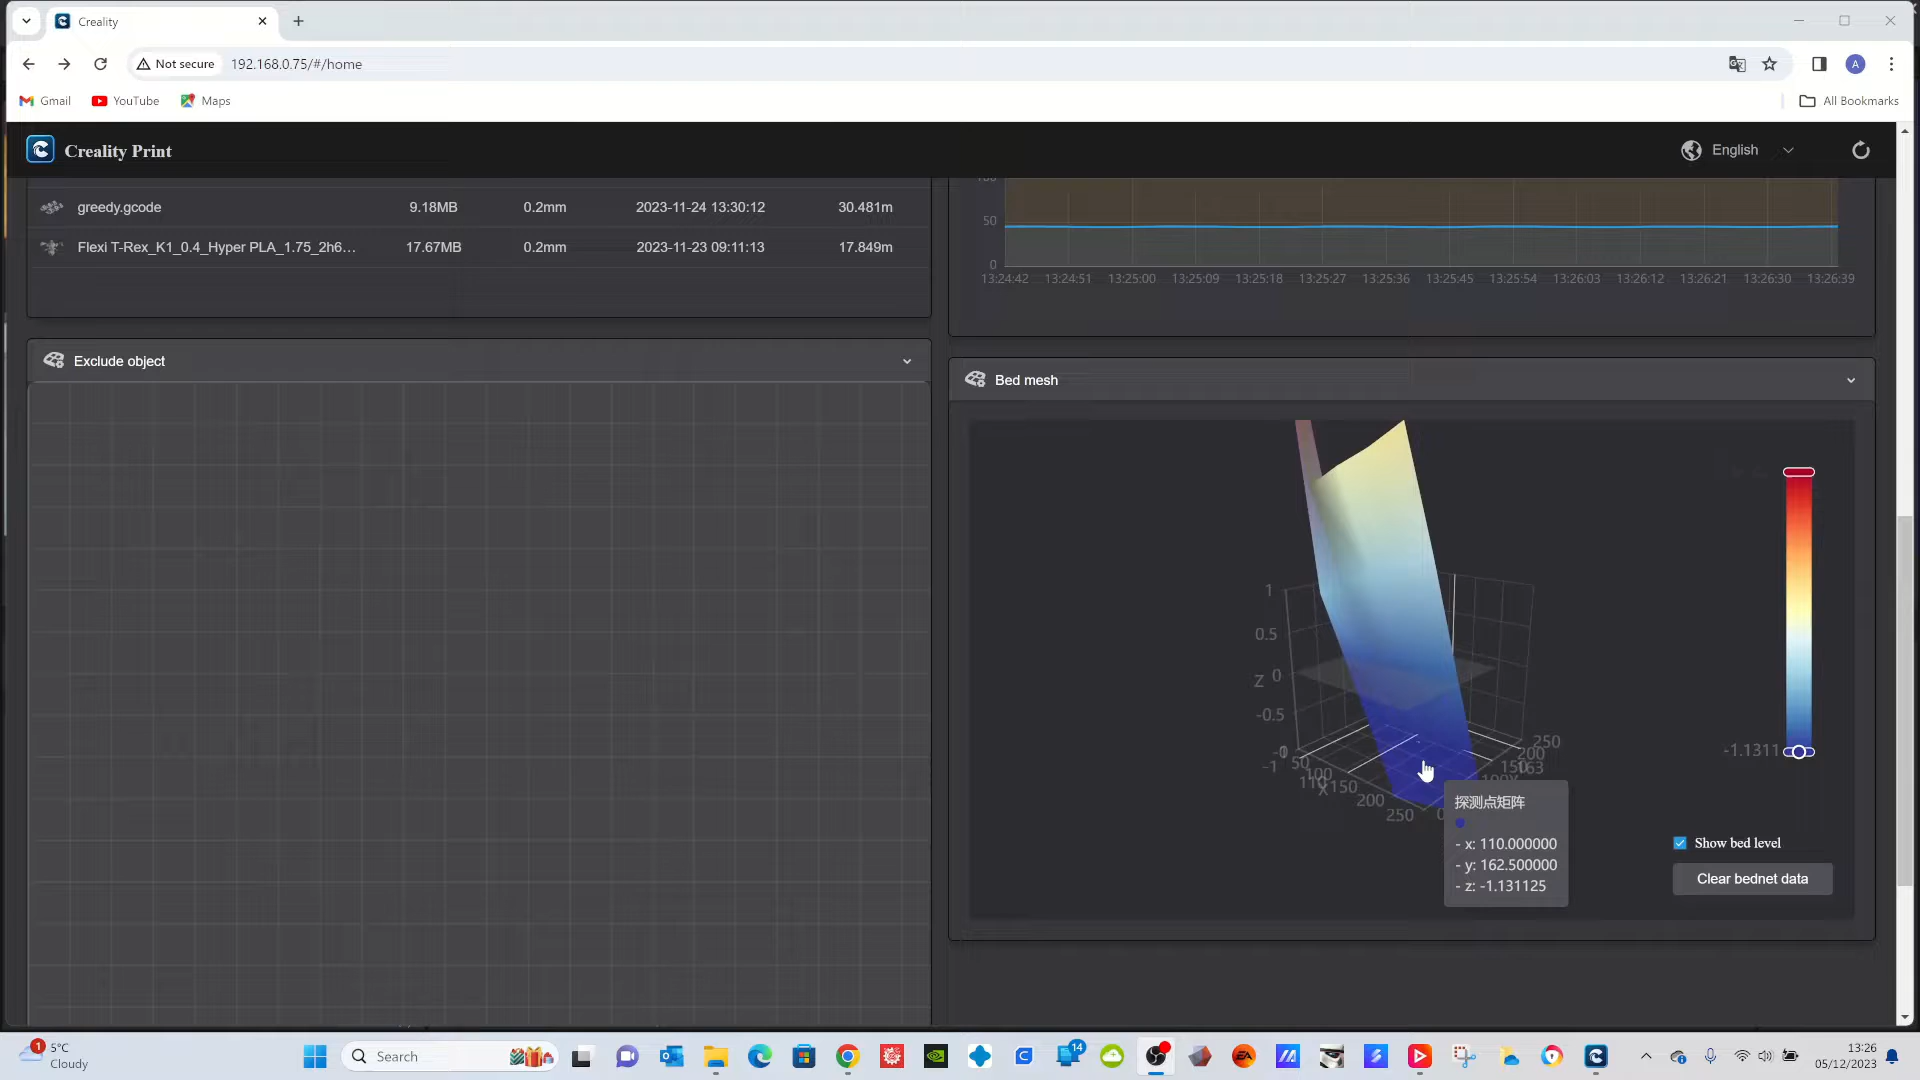 Creality
Not secure
192.168.0.75/#/home
A
Gmail
YouTube
Maps
All Bookmarks
Creality Print
English
greedy.gcode 9.18MB 0.2mm 2023-11-24 13:30:12 30.481m
Flexi T-Rex_K1_0.4_Hyper PLA_1.75_2h6... 17.67MB 0.2mm 2023-11-23 09:11:13 17.849m
50
0
13:24:42 13:24:51 13:25:00 13:25:09 13:25:18 13:25:27 13:25:36 13:25:45 13:25:54 13:26:03 13:26:12 13:26:21 13:26:30 13:26:39
Exclude object
Bed mesh
1
0.5
Z 0
-0.5
-1
50
100
X
150
200
250
250
200
163
-1.1311
探测点矩阵
- x: 110.000000
- y: 162.500000
- z: -1.131125
Show bed level
Clear bednet data
1
5°C
Cloudy
Search
14
EA
13:26
05/12/2023